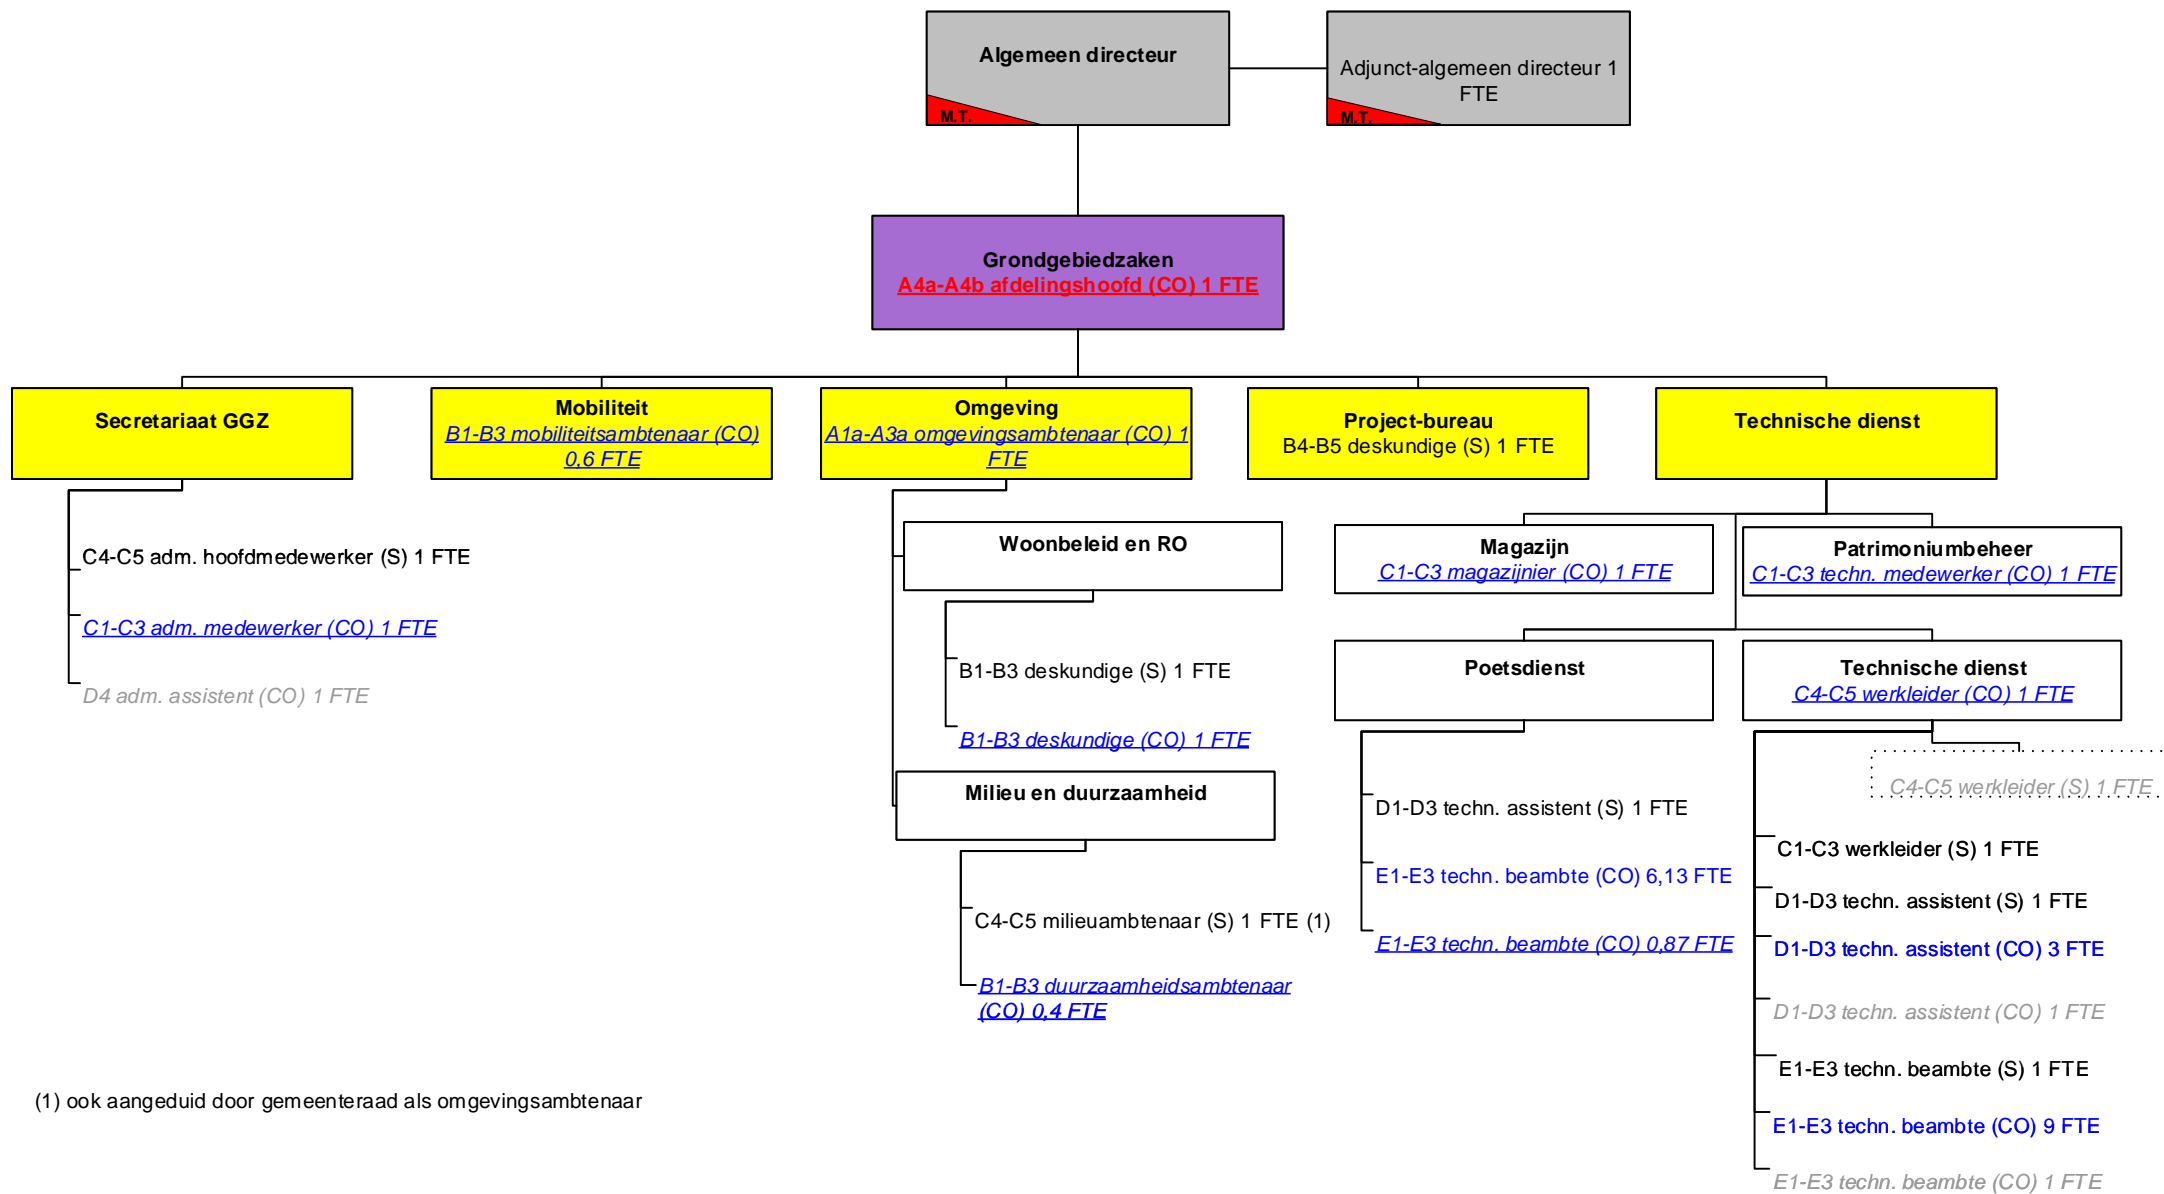 Algemeen directeur
M.T.
Adjunct-algemeen directeur 1
FTE
M.T.
Grondgebiedzaken
A4a-A4b afdelingshoofd (CO) 1 FTE
Secretariaat GGZ
C4-C5 adm. hoofdmedewerker (S) 1 FTE
C1-C3 adm. medewerker (CO) 1 FTE
D4 adm. assistent (CO) 1 FTE
Mobiliteit
B1-B3 mobiliteitsambtenaar (CO)
0,6 FTE
Omgeving
A1a-A3a omgevingsambtenaar (CO) 1
FTE
Woonbeleid en RO
B1-B3 deskundige (S) 1 FTE
B1-B3 deskundige (CO) 1 FTE
Milieu en duurzaamheid
C4-C5 milieuambtenaar (S) 1 FTE (1)
B1-B3 duurzaamheidsambtenaar
(CO) 0,4 FTE
Project-bureau
B4-B5 deskundige (S) 1 FTE
Technische dienst
Magazijn
C1-C3 magazijnier (CO) 1 FTE
Patrimoniumbeheer
C1-C3 techn. medewerker (CO) 1 FTE
Poetsdienst
D1-D3 techn. assistent (S) 1 FTE
E1-E3 techn. beambte (CO) 6,13 FTE
E1-E3 techn. beambte (CO) 0,87 FTE
Technische dienst
C4-C5 werkleider (CO) 1 FTE
C4-C5 werkleider (S) 1 FTE
C1-C3 werkleider (S) 1 FTE
D1-D3 techn. assistent (S) 1 FTE
D1-D3 techn. assistent (CO) 3 FTE
D1-D3 techn. assistent (CO) 1 FTE
E1-E3 techn. beambte (S) 1 FTE
E1-E3 techn. beambte (CO) 9 FTE
E1-E3 techn. beambte (CO) 1 FTE
(1) ook aangeduid door gemeenteraad als omgevingsambtenaar